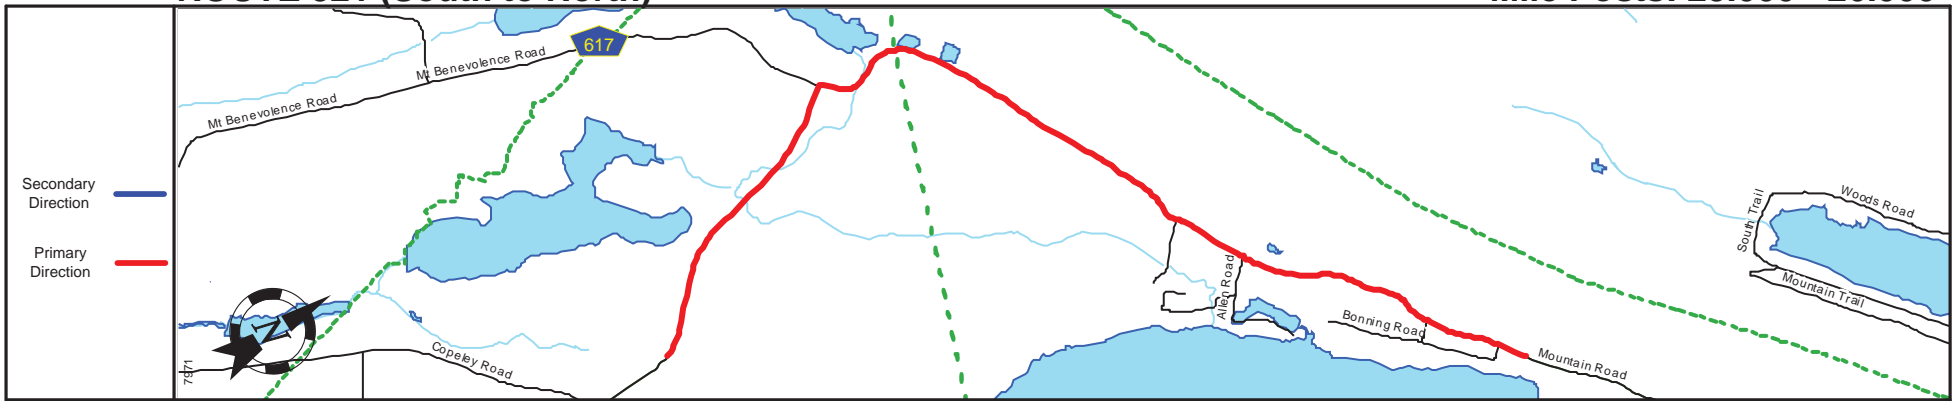 Secondary
Direction
Primary
Direction
617
Mt Benevolence Road
Mt Benevolence Road
Copeley Road
7971
N
Allen Road
Bonning Road
Mountain Road
South Trail
Woods Road
Mountain Trail